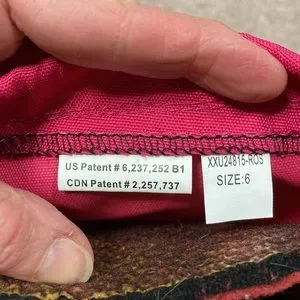 US Patent # 6,237,252 B1
CDN Patent # 2,257,737
XXU24815-ROS
SIZE:6